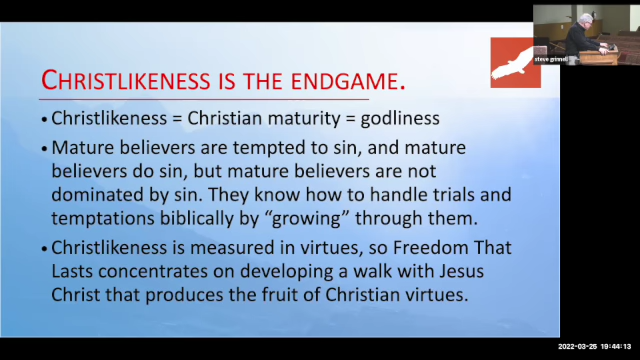 CHRISTLIKENESS IS THE ENDGAME.
• Christlikeness = Christian maturity = godliness
• Mature believers are tempted to sin, and mature
believers do sin, but mature believers are not
dominated by sin. They know how to handle trials and
temptations biblically by “growing” through them.
• Christlikeness is measured in virtues, so Freedom That
Lasts concentrates on developing a walk with Jesus
Christ that produces the fruit of Christian virtues.
steve grinnell
2022-03-25 19:44:13